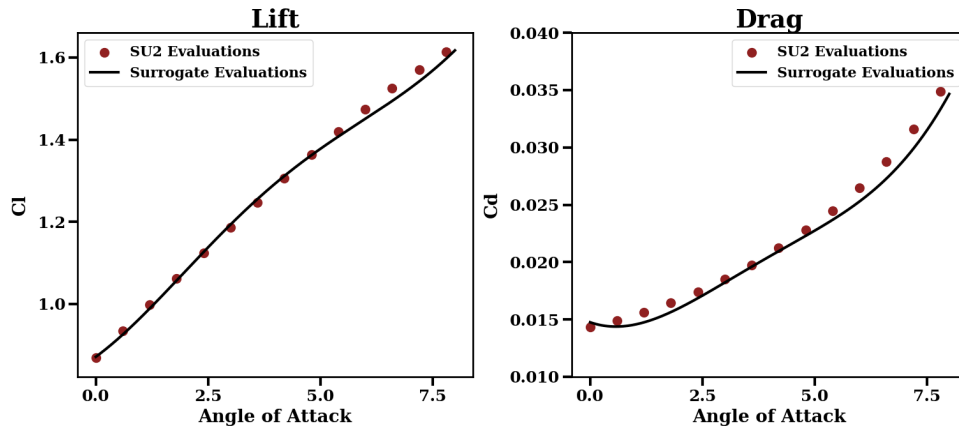 Lift
SU2 Evaluations
Surrogate Evaluations
1.6
1.4
1.2
1.0
Cl
0.0
2.5
5.0
7.5
Angle of Attack
Drag
SU2 Evaluations
Surrogate Evaluations
0.040
0.035
0.030
0.025
0.020
0.015
0.010
Cd
0.0
2.5
5.0
7.5
Angle of Attack